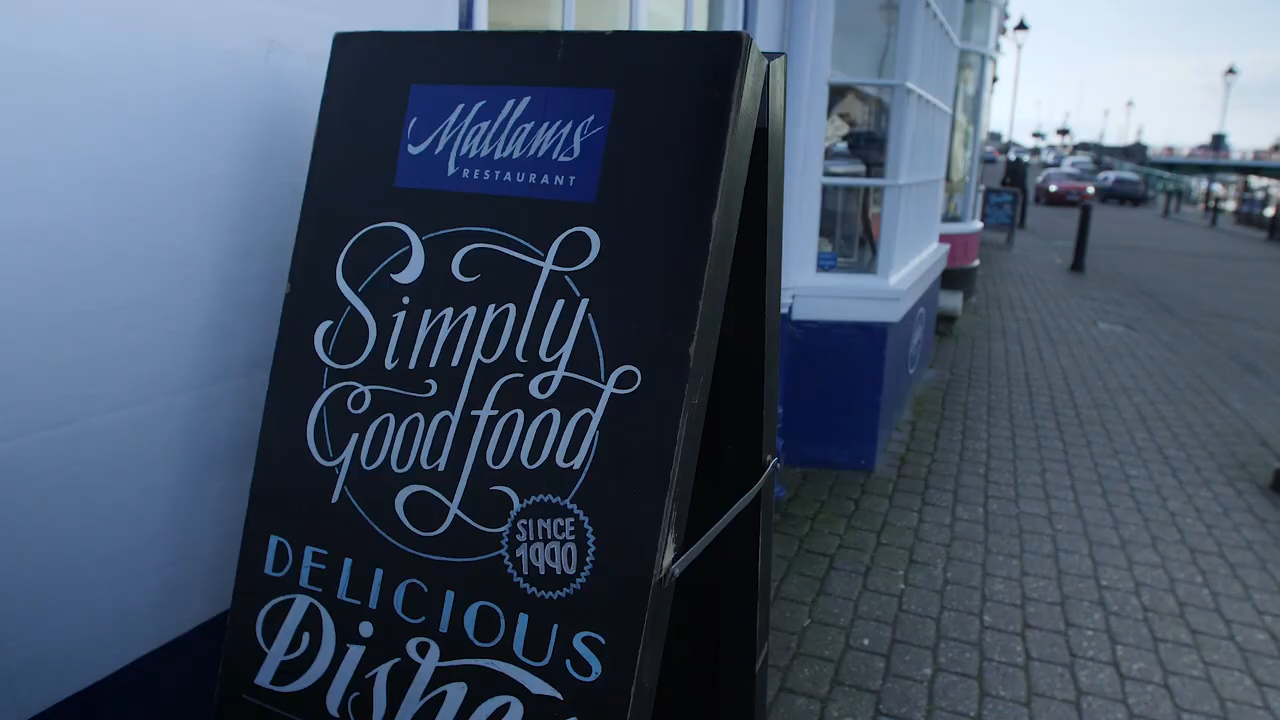 Mallams
RESTAURANT
Simply
Good food
SINCE
1990
DELICIOUS